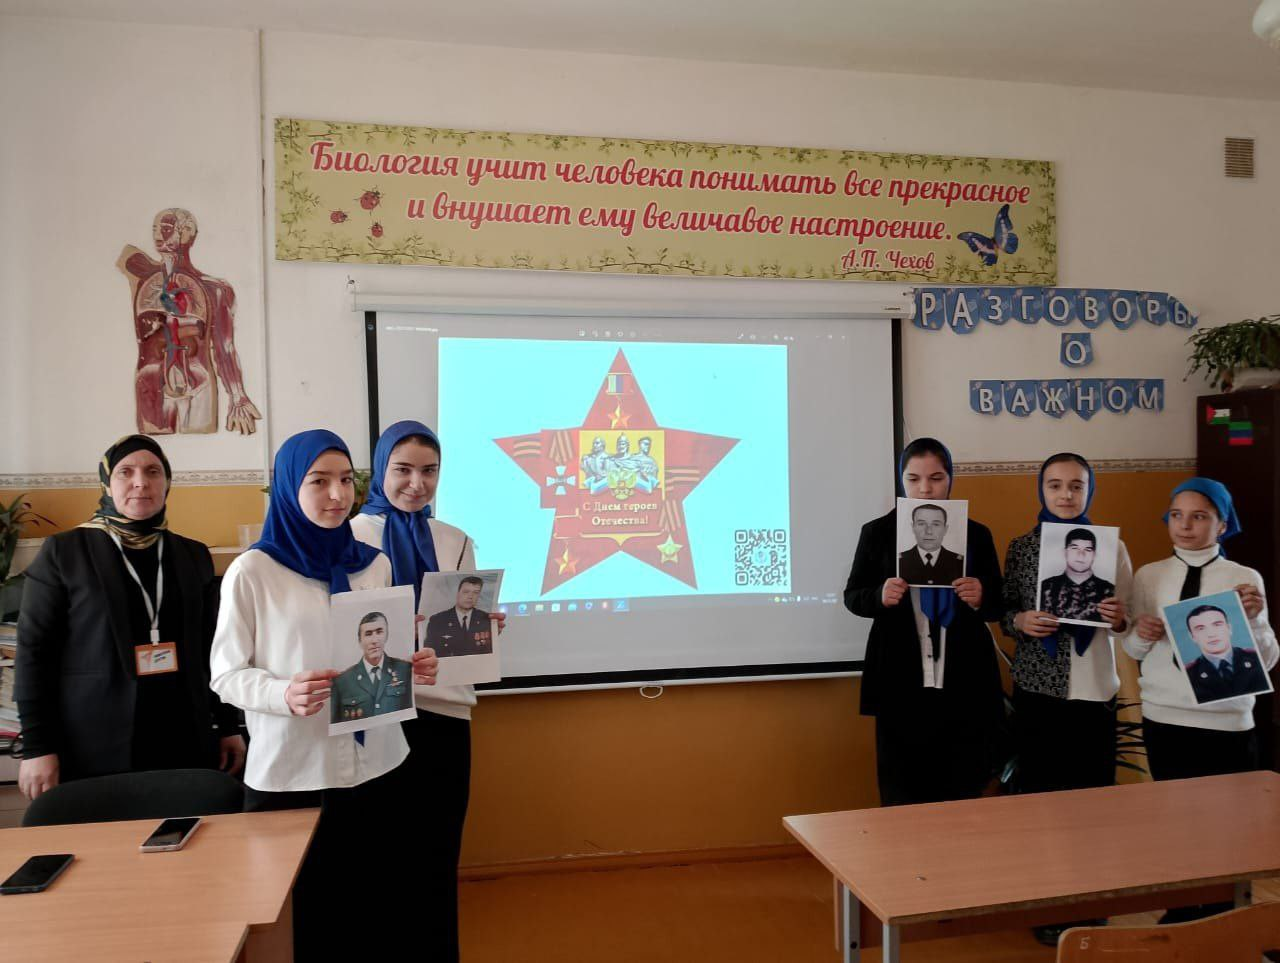 Биология учит человека понимать все прекрасное
и внушает ему величавое настроение.
А.П. Чехов
РАЗГОВОРЫ
О
ВАЖНОМ
С Днем героев
Отечества!
Б